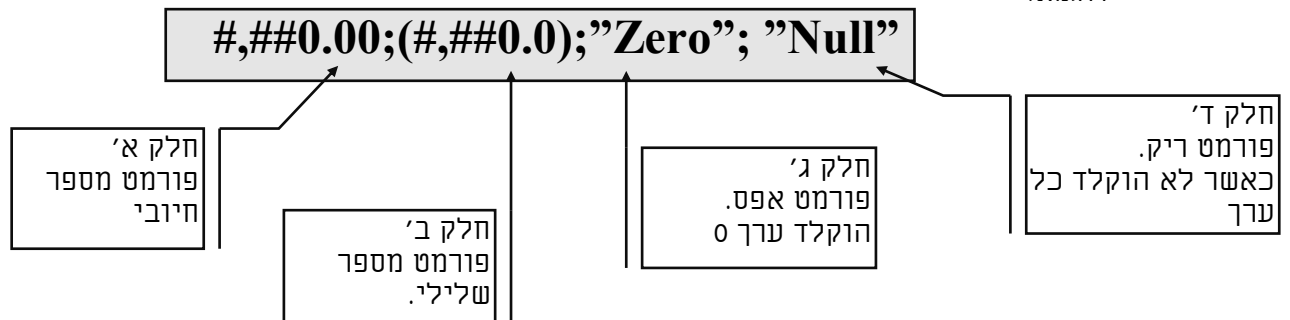 #,##0.00;(#,##0.0);”Zero”; ”Null”
חלק א׳
פורמט מספר
חיובי
חלק ב׳
פורמט מספר
שלילי.
חלק ג׳
פורמט אפס.
הוקלד ערך 0
חלק ד׳
פורמט ריק.
כאשר לא הוקלד כל
ערך